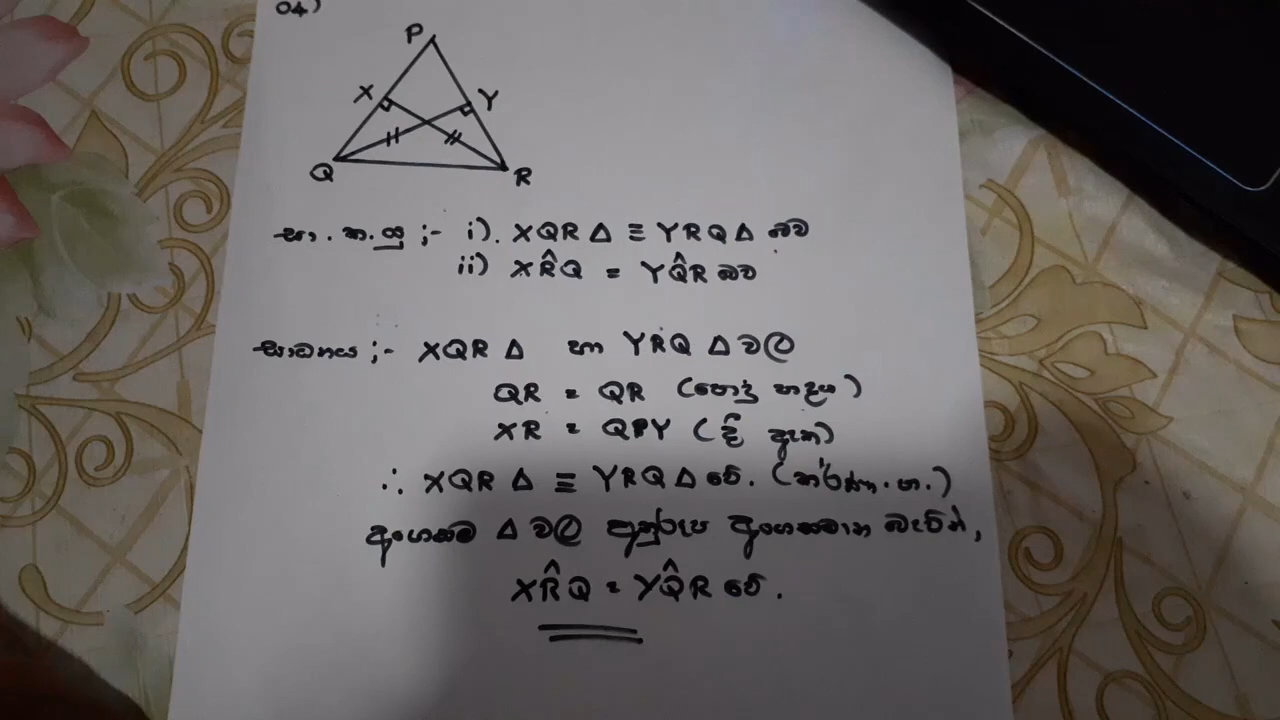 04)
P
X
Y
Q
R
සා.ක.යු ;- i). XQR Δ ≡ YRQ Δ බව
ii) XR̂Q = YQ̂R බව
සාධනය ;- XQR Δ හා YRQ Δ වල
QR = QR (පොදු පාදය)
XR = QPY (දී ඇත)
∴ XQR Δ ≡ YRQ Δ වේ. (කර්ණ.පා.)
අංගසම Δ වල අනුරූප අංගසමාන බැවින්,
XR̂Q = YQ̂R වේ.